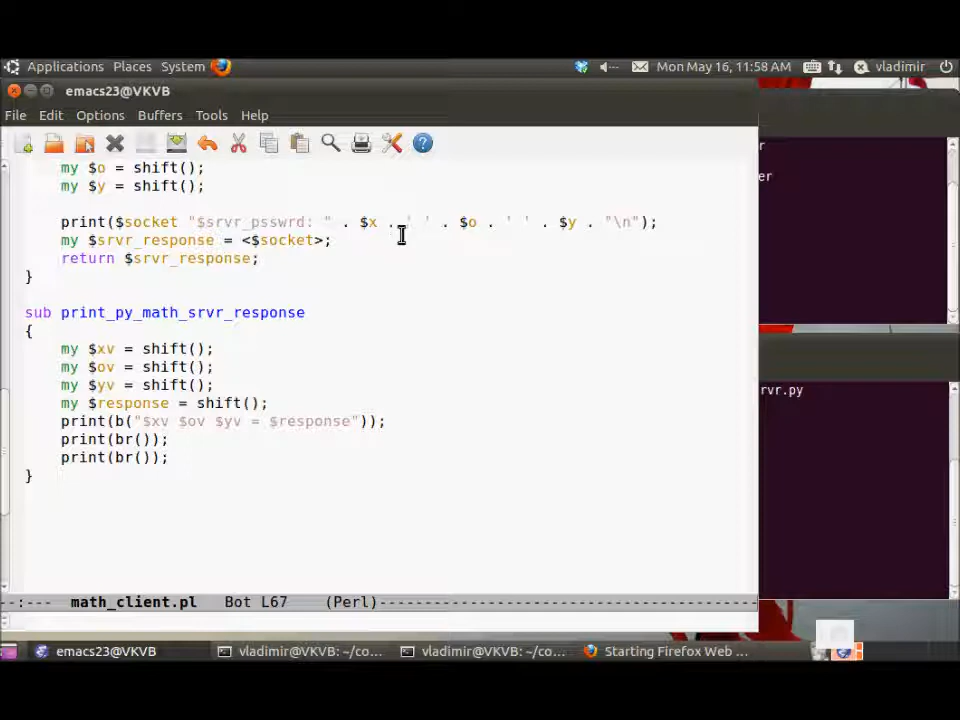 Applications Places System Mon May 16, 11:58 AM vladimir
emacs23@VKVB
File Edit Options Buffers Tools Help
my $o = shift();
my $y = shift();
print($socket "$srvr_psswrd: " . $x . ' ' . $o . ' ' . $y . "\n");
my $srvr_response = <$socket>;
return $srvr_response;
}
sub print_py_math_srvr_response
{
my $xv = shift();
my $ov = shift();
my $yv = shift();
my $response = shift();
print(b("$xv $ov $yv = $response"));
print(br());
print(br());
}
r
er
rvr.py
--:--- math_client.pl Bot L67 (Perl)
emacs23@VKVB vladimir@VKVB: ~/co... vladimir@VKVB: ~/co... Starting Firefox Web ...